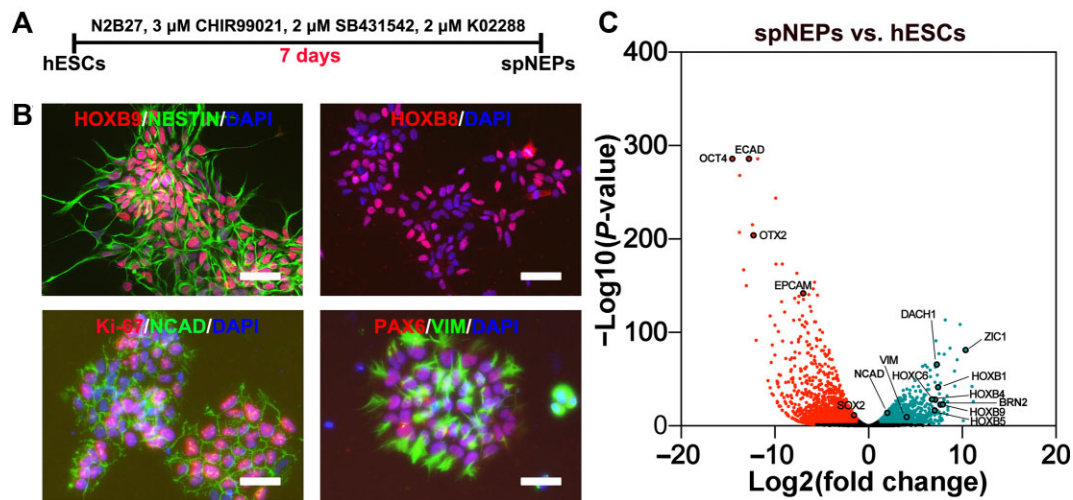 A
N2B27, 3 μM CHIR99021, 2 μM SB431542, 2 μM K02288
hESCs
7 days
spNEPs
B
HOXB9/NESTIN/DAPI
HOXB8/DAPI
Ki-67/NCAD/DAPI
PAX6/VIM/DAPI
C
spNEPs vs. hESCs
−Log10(P-value)
400
300
200
100
0
OCT4
ECAD
OTX2
EPCAM
DACH1
ZIC1
VIM
HOXC6
NCAD
HOXB1
HOXB4
BRN2
HOXB9
HOXB5
SOX2
−20
−10
0
10
20
Log2(fold change)